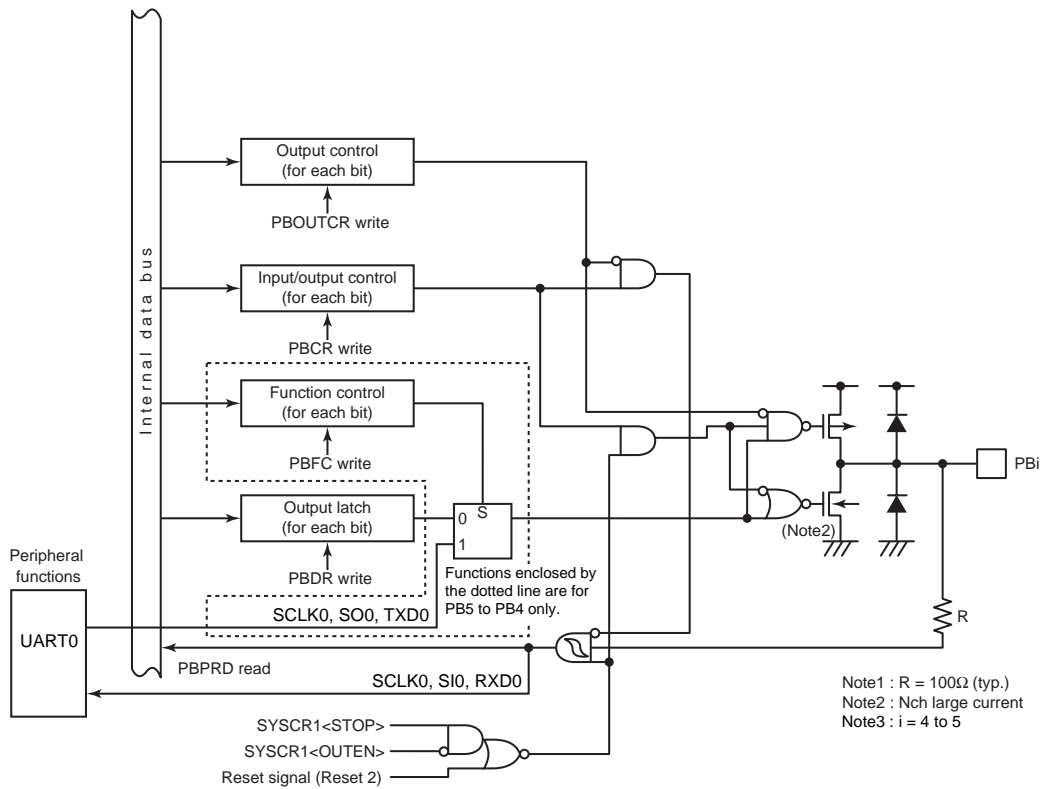 Output control
(for each bit)
PBOUTCR write
Internal data bus
Input/output control
(for each bit)
PBCR write
Function control
(for each bit)
PBFC write
Output latch
(for each bit)
PBDR write
S
0
1
Functions enclosed by
the dotted line are for
PB5 to PB4 only.
(Note2)
PBi
R
Peripheral
functions
UART0
SCLK0, SO0, TXD0
PBPRD read
SCLK0, SI0, RXD0
SYSCR1<STOP>
SYSCR1<OUTEN>
Reset signal (Reset 2)
Note1 : R = 100Ω (typ.)
Note2 : Nch large current
Note3 : i = 4 to 5